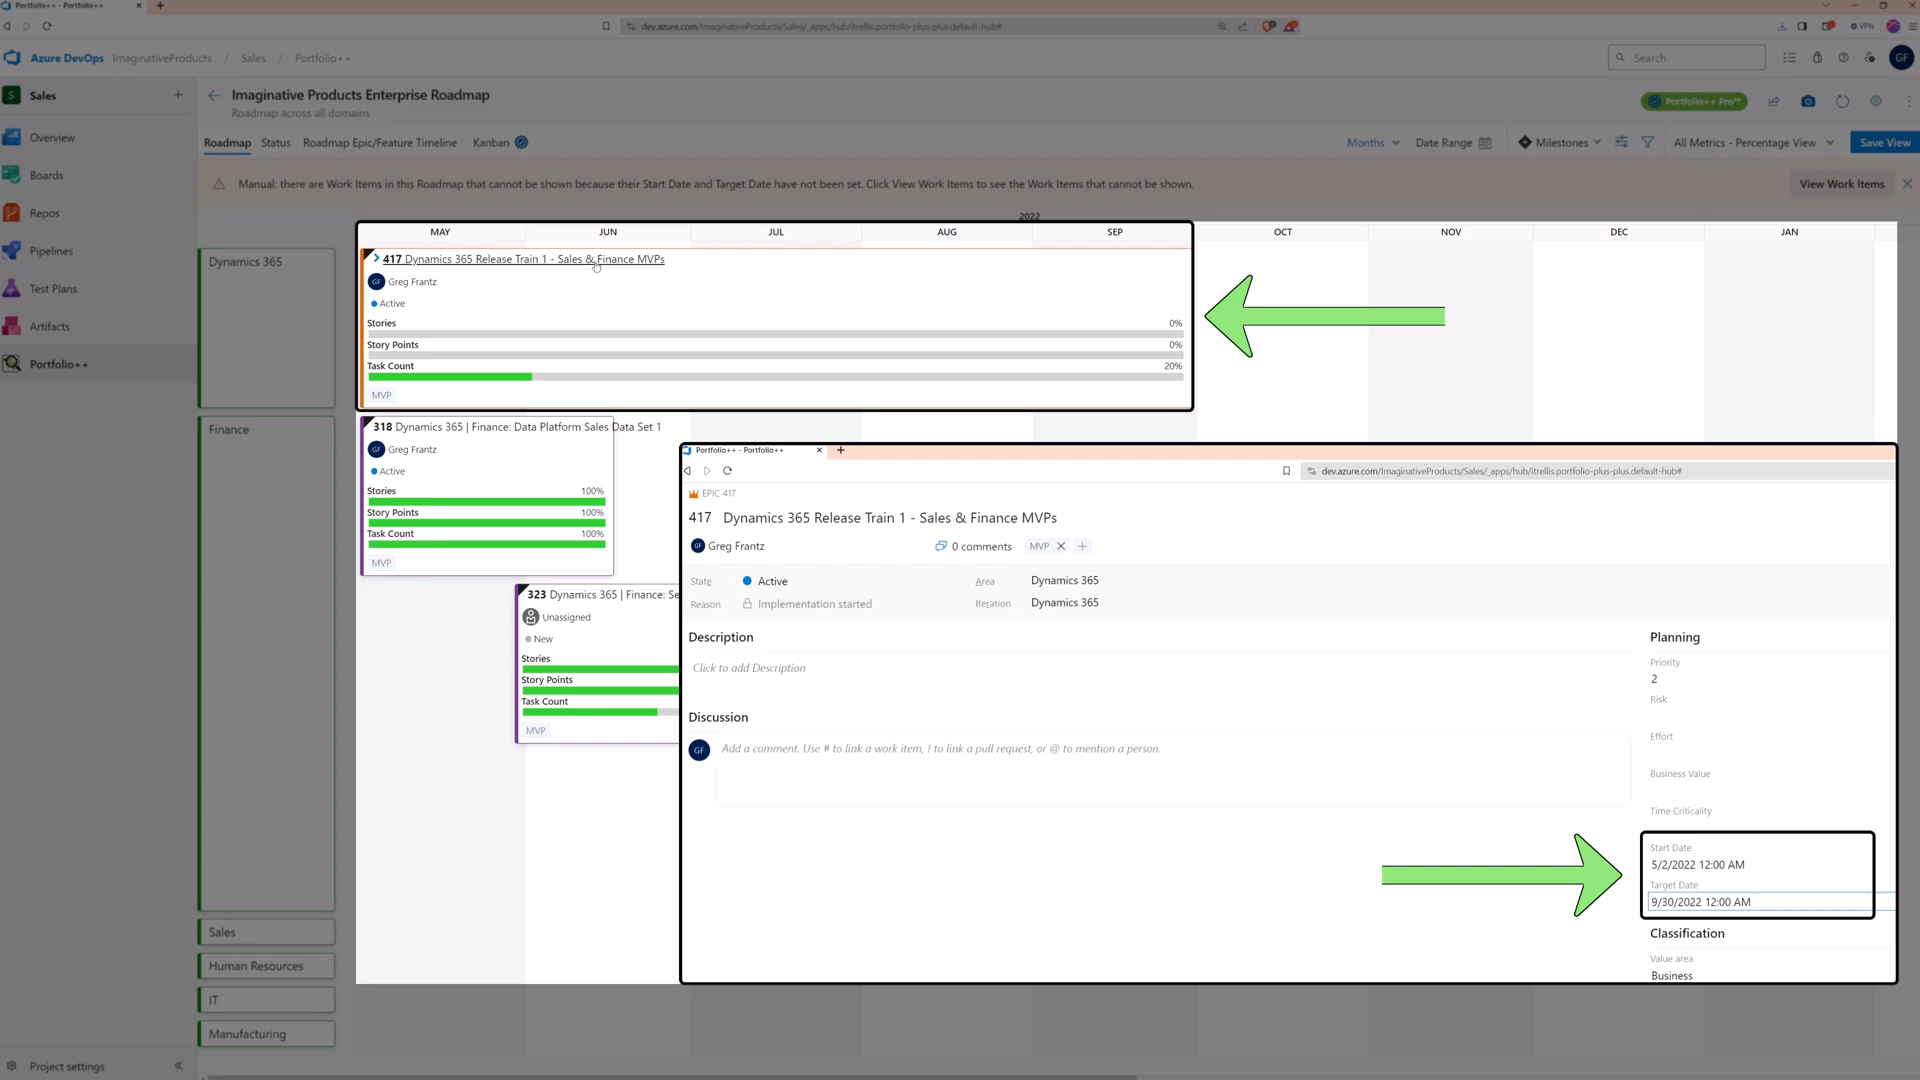 Portfolio++ - Portfolio++
dev.azure.com/ImaginativeProducts/Sales/_apps/hub/itrellis.portfolio-plus-plus.default-hub#
VPN
Azure DevOps ImaginativeProducts / Sales / Portfolio++
Search
GF
S Sales
Overview
Boards
Repos
Pipelines
Test Plans
Artifacts
Portfolio++
Project settings
Imaginative Products Enterprise Roadmap
Roadmap across all domains
Portfolio++ Pro™
Roadmap Status Roadmap Epic/Feature Timeline Kanban
Months Date Range Milestones All Metrics - Percentage View Save View
Manual: there are Work Items in this Roadmap that cannot be shown because their Start Date and Target Date have not been set. Click View Work Items to see the Work Items that cannot be shown.
View Work Items
2022
MAY JUN JUL AUG SEP OCT NOV DEC JAN
Dynamics 365
417 Dynamics 365 Release Train 1 - Sales & Finance MVPs
GF Greg Frantz
Active
Stories 0%
Story Points 0%
Task Count 20%
MVP
Finance
318 Dynamics 365 | Finance: Data Platform Sales Data Set 1
GF Greg Frantz
Active
Stories 100%
Story Points 100%
Task Count 100%
MVP
323 Dynamics 365 | Finance: Se
Unassigned
New
Stories
Story Points
Task Count
MVP
Sales
Human Resources
IT
Manufacturing
Portfolio++ - Portfolio++
dev.azure.com/ImaginativeProducts/Sales/_apps/hub/itrellis.portfolio-plus-plus.default-hub#
EPIC 417
417 Dynamics 365 Release Train 1 - Sales & Finance MVPs
GF Greg Frantz 0 comments MVP
State Active Area Dynamics 365
Reason Implementation started Iteration Dynamics 365
Description
Click to add Description
Discussion
GF Add a comment. Use # to link a work item, ! to link a pull request, or @ to mention a person.
Planning
Priority
2
Risk
Effort
Business Value
Time Criticality
Start Date
5/2/2022 12:00 AM
Target Date
9/30/2022 12:00 AM
Classification
Value area
Business